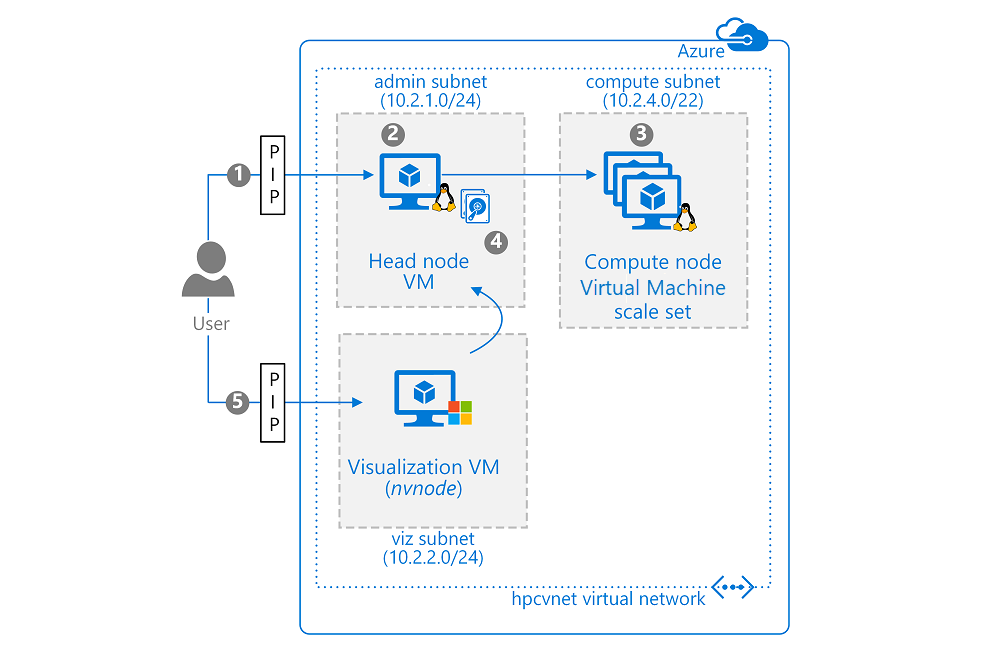 Azure
admin subnet
(10.2.1.0/24)
compute subnet
(10.2.4.0/22)
2
3
1
P
I
P
4
Head node
VM
Compute node
Virtual Machine
scale set
User
5
P
I
P
Visualization VM
(nvnode)
viz subnet
(10.2.2.0/24)
hpcvnet virtual network